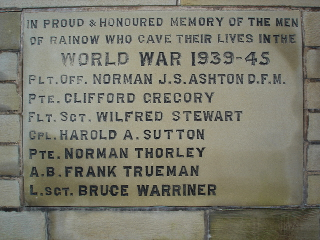 IN PROUD & HONOURED MEMORY OF THE MEN
OF RAINOW WHO GAVE THEIR LIVES IN THE
WORLD WAR 1939-45
PLT. OFF. NORMAN J.S. ASHTON D.F.M.
PTE. CLIFFORD GREGORY
FLT. SGT. WILFRED STEWART
CPL. HAROLD A. SUTTON
PTE. NORMAN THORLEY
A.B. FRANK TRUEMAN
L.SGT. BRUCE WARRINER